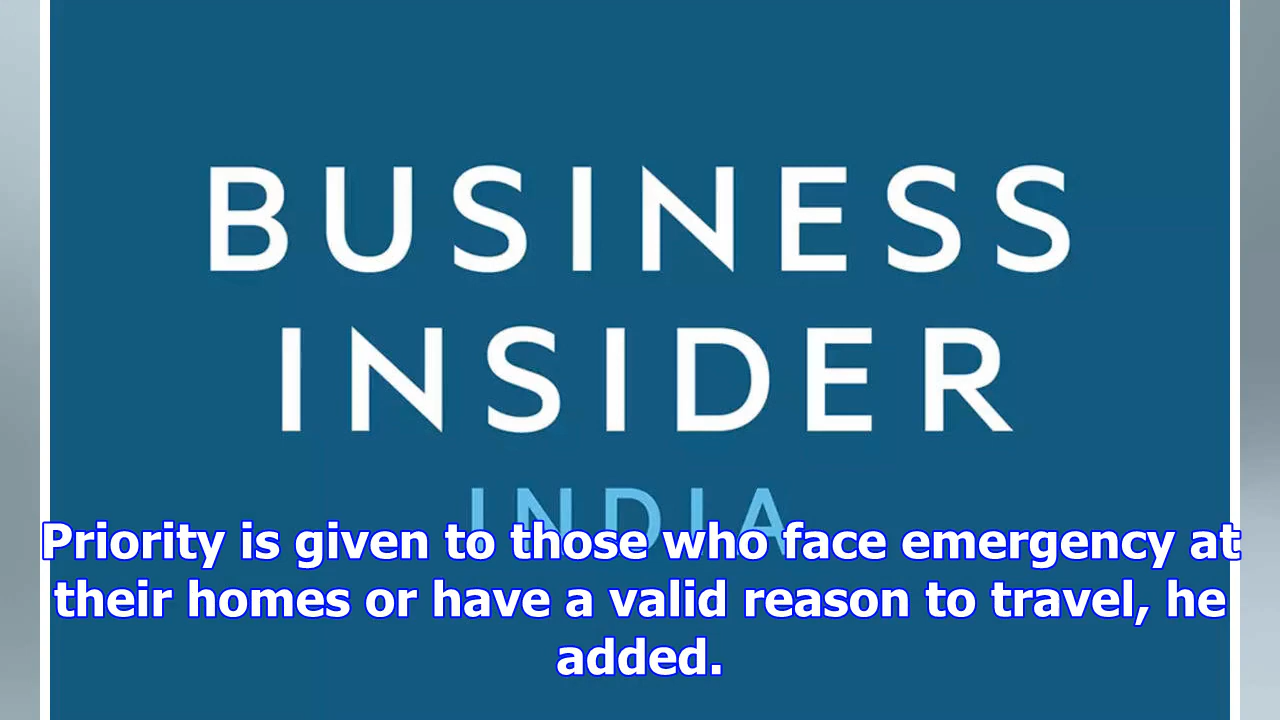 BUSINESS
INSIDER
INDIA
Priority is given to those who face emergency at
their homes or have a valid reason to travel, he
added.